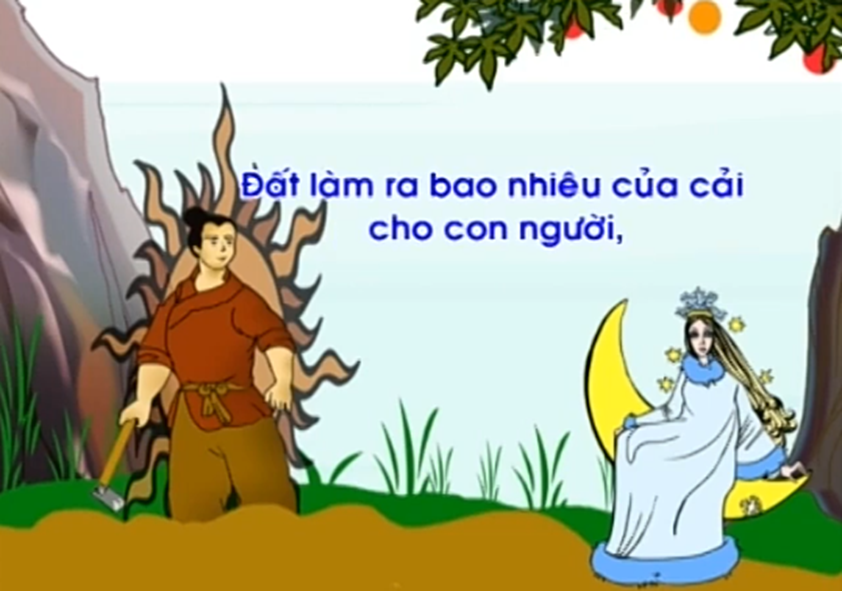 Đất làm ra bao nhiêu của cải
cho con người,